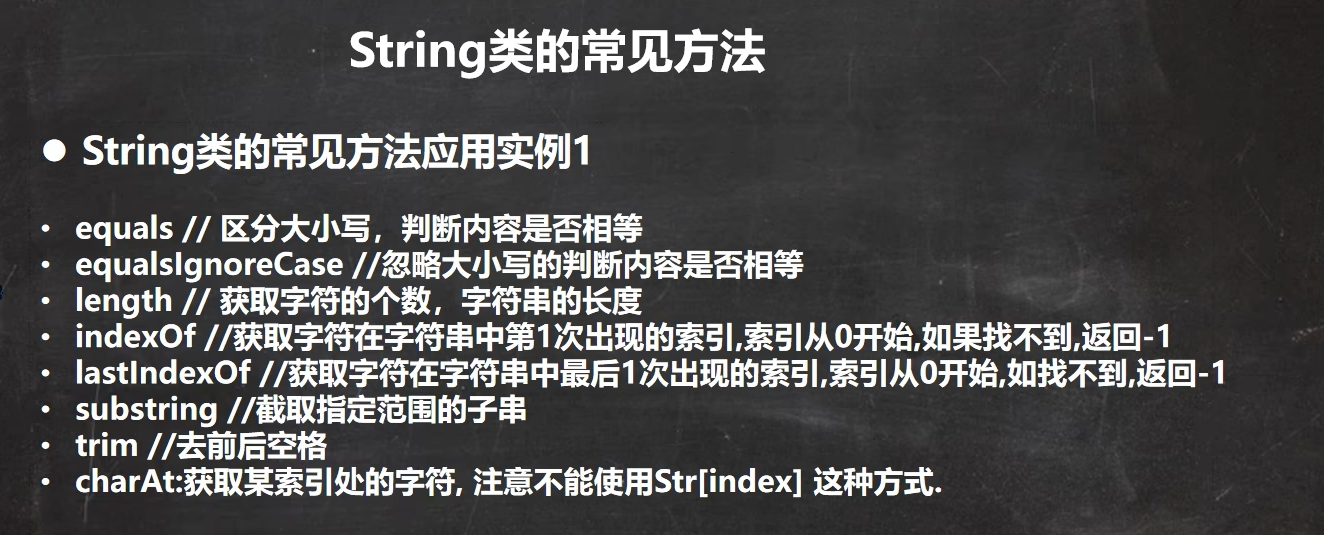 String类的常见方法
● String类的常见方法应用实例1
• equals // 区分大小写，判断内容是否相等
• equalsIgnoreCase //忽略大小写的判断内容是否相等
• length // 获取字符的个数，字符串的长度
• indexOf //获取字符在字符串中第1次出现的索引,索引从0开始,如果找不到,返回-1
• lastIndexOf //获取字符在字符串中最后1次出现的索引,索引从0开始,如找不到,返回-1
• substring //截取指定范围的子串
• trim //去前后空格
• charAt:获取某索引处的字符, 注意不能使用Str[index] 这种方式.